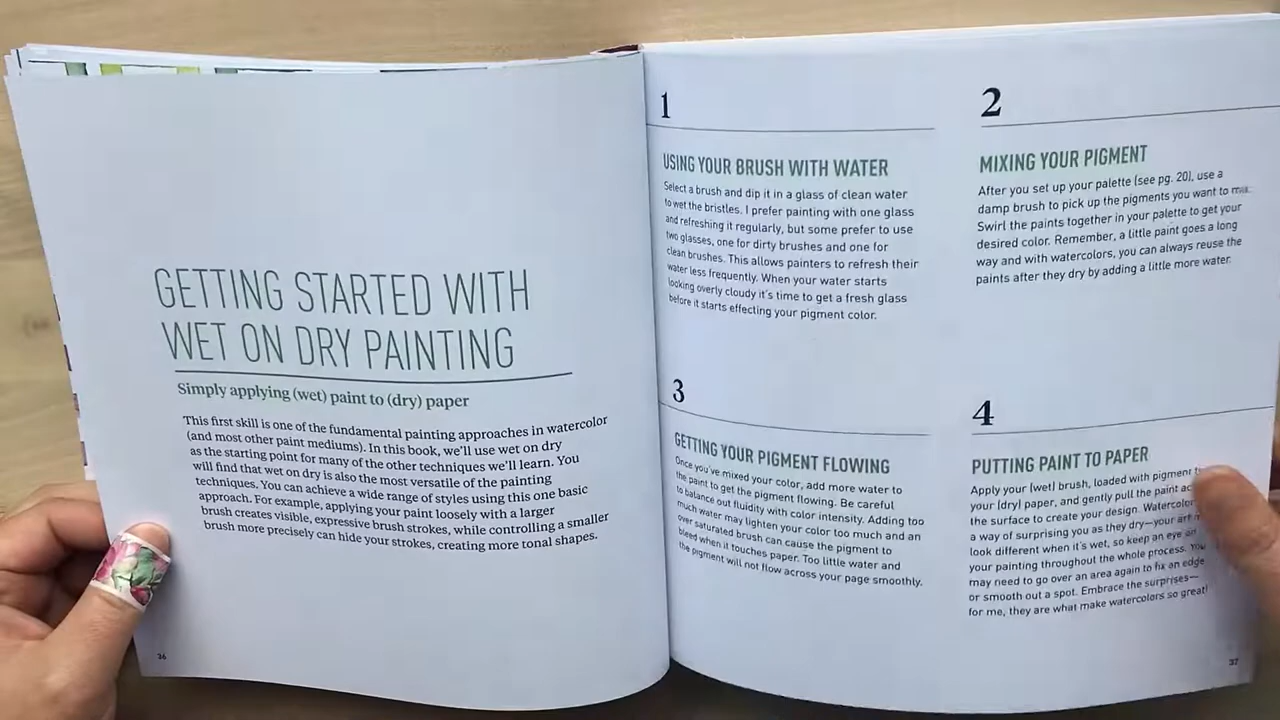 GETTING STARTED WITH
WET ON DRY PAINTING
Simply applying (wet) paint to (dry) paper
This first skill is one of the fundamental painting approaches in watercolor
(and most other paint mediums). In this book, we'll use wet on dry
as the starting point for many of the other techniques we'll learn. You
will find that wet on dry is also the most versatile of the painting
techniques. You can achieve a wide range of styles using this one basic
approach. For example, applying your paint loosely with a larger
brush creates visible, expressive brush strokes, while controlling a smaller
brush more precisely can hide your strokes, creating more tonal shapes.
36
1
USING YOUR BRUSH WITH WATER
Select a brush and dip it in a glass of clean water
to wet the bristles. I prefer painting with one glass
and refreshing it regularly, but some prefer to use
two glasses, one for dirty brushes and one for
clean brushes. This allows painters to refresh their
water less frequently. When your water starts
looking overly cloudy it's time to get a fresh glass
before it starts effecting your pigment color.
2
MIXING YOUR PIGMENT
After you set up your palette (see pg. 20), use a
damp brush to pick up the pigments you want to mix.
Swirl the paints together in your palette to get your
desired color. Remember, a little paint goes a long
way and with watercolors, you can always reuse the
paints after they dry by adding a little more water.
3
GETTING YOUR PIGMENT FLOWING
Once you've mixed your color, add more water to
the paint to get the pigment flowing. Be careful
to balance out fluidity with color intensity. Adding too
much water may lighten your color too much and an
over saturated brush can cause the pigment to
bleed when it touches paper. Too little water and
the pigment will not flow across your page smoothly.
4
PUTTING PAINT TO PAPER
Apply your (wet) brush, loaded with pigment
your (dry) paper, and gently pull the paint
the surface to create your design. Watercolor
a way of surprising you as they dry—your art
look different when it's wet, so keep an eye on
your painting throughout the whole process. You
may need to go over an area again to fix an edge
or smooth out a spot. Embrace the surprises—
for me, they are what make watercolors so great!
37